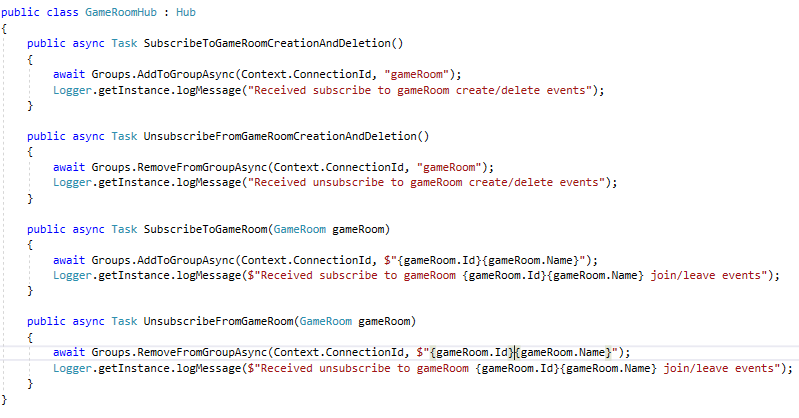 public class GameRoomHub : Hub
{
    public async Task SubscribeToGameRoomCreationAndDeletion()
    {
        await Groups.AddToGroupAsync(Context.ConnectionId, "gameRoom");
        Logger.getInstance.logMessage("Received subscribe to gameRoom create/delete events");
    }

    public async Task UnsubscribeFromGameRoomCreationAndDeletion()
    {
        await Groups.RemoveFromGroupAsync(Context.ConnectionId, "gameRoom");
        Logger.getInstance.logMessage("Received unsubscribe to gameRoom create/delete events");
    }

    public async Task SubscribeToGameRoom(GameRoom gameRoom)
    {
        await Groups.AddToGroupAsync(Context.ConnectionId, $"{gameRoom.Id}{gameRoom.Name}");
        Logger.getInstance.logMessage($"Received subscribe to gameRoom {gameRoom.Id}{gameRoom.Name} join/leave events");
    }

    public async Task UnsubscribeFromGameRoom(GameRoom gameRoom)
    {
        await Groups.RemoveFromGroupAsync(Context.ConnectionId, $"{gameRoom.Id}{gameRoom.Name}");
        Logger.getInstance.logMessage($"Received unsubscribe to gameRoom {gameRoom.Id}{gameRoom.Name} join/leave events");
    }
}